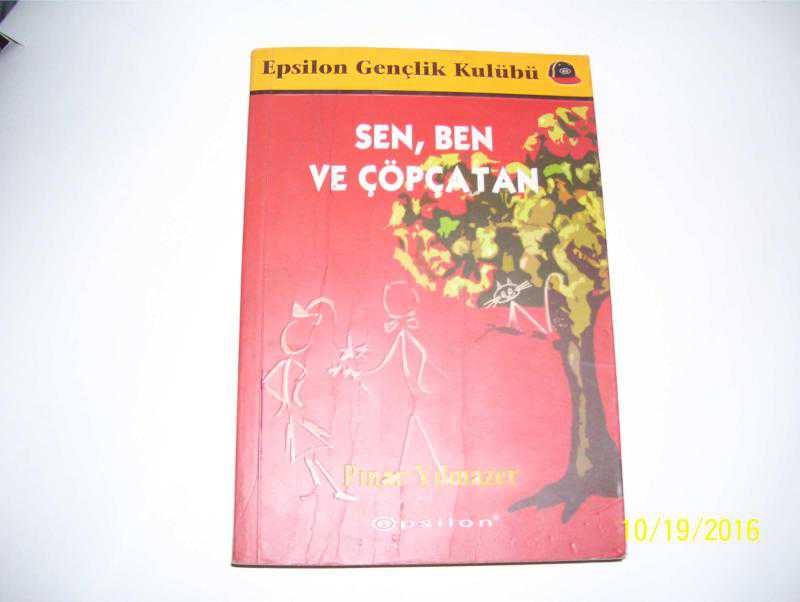 Epsilon Gençlik Kulübü
SEN, BEN
VE ÇÖPÇATAN
Pınar Yılmazer
epsilon®
10/19/2016